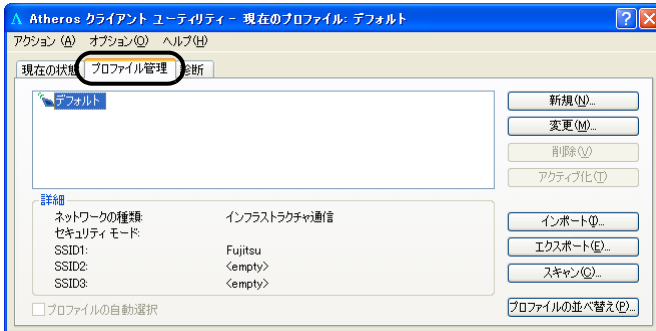 Atheros クライアント ユーティリティ - 現在のプロファイル: デフォルト
アクション (A) オプション(O) ヘルプ(H)
現在の状態 プロファイル管理 診断
デフォルト
新規(N)...
変更(M)...
削除(V)
アクティブ化(T)
詳細
ネットワークの種類: インフラストラクチャ通信
セキュリティ モード:
SSID1: Fujitsu
SSID2: <empty>
SSID3: <empty>
インポート(I)...
エクスポート(E)...
スキャン(C)...
プロファイルの自動選択
プロファイルの並べ替え(P)...